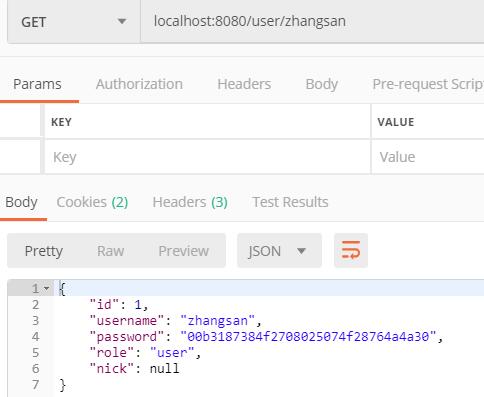 GET localhost:8080/user/zhangsan
Params Authorization Headers Body Pre-request Scrip
KEY VALUE
Key Value
Body Cookies (2) Headers (3) Test Results
Pretty Raw Preview JSON
1 {
2 "id": 1,
3 "username": "zhangsan",
4 "password": "00b3187384f2708025074f28764a4a30",
5 "role": "user",
6 "nick": null
7 }